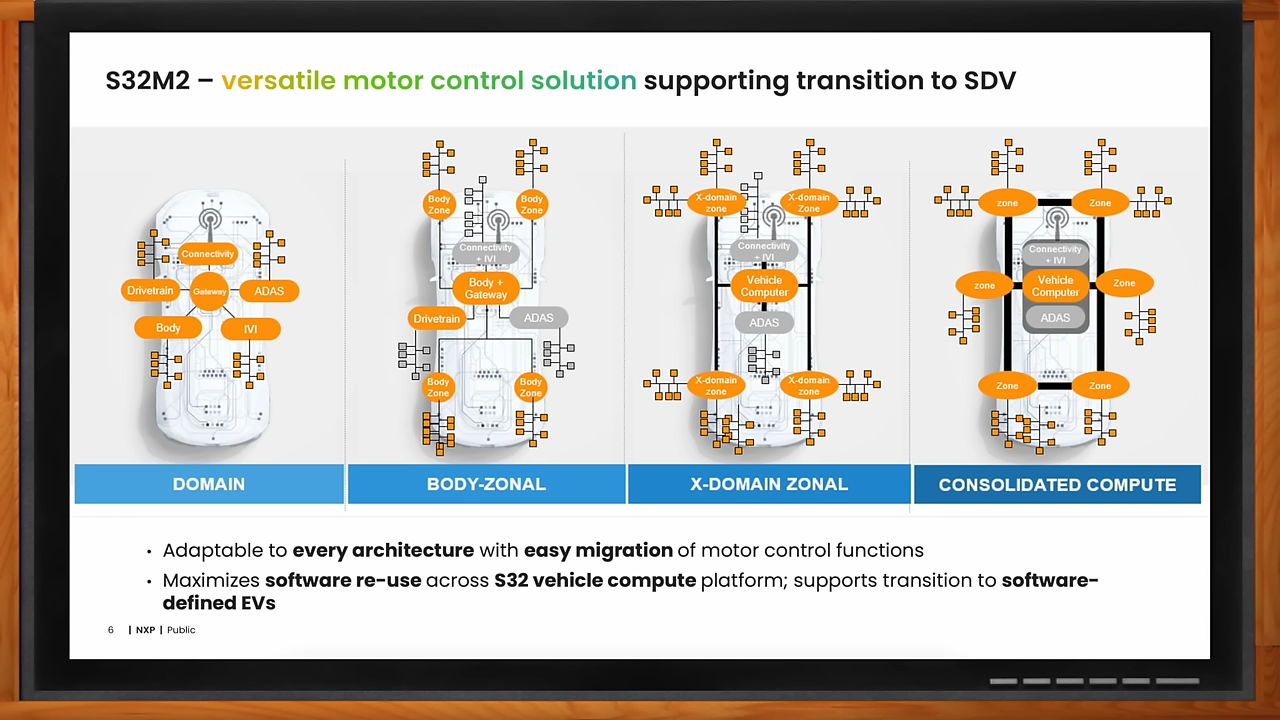 S32M2 – versatile motor control solution supporting transition to SDV
Connectivity
Drivetrain
Gateway
ADAS
Body
IVI
DOMAIN
Body
Zone
Body
Zone
Connectivity
+ IVI
Body +
Gateway
Drivetrain
ADAS
Body
Zone
Body
Zone
BODY-ZONAL
X-domain
zone
X-domain
Zone
Connectivity
+ IVI
Vehicle
Computer
ADAS
X-domain
zone
X-domain
zone
X-DOMAIN ZONAL
zone
Zone
Connectivity
+ IVI
zone
Vehicle
Computer
Zone
ADAS
Zone
Zone
CONSOLIDATED COMPUTE
• Adaptable to every architecture with easy migration of motor control functions
• Maximizes software re-use across S32 vehicle compute platform; supports transition to software-
defined EVs
6 | NXP | Public